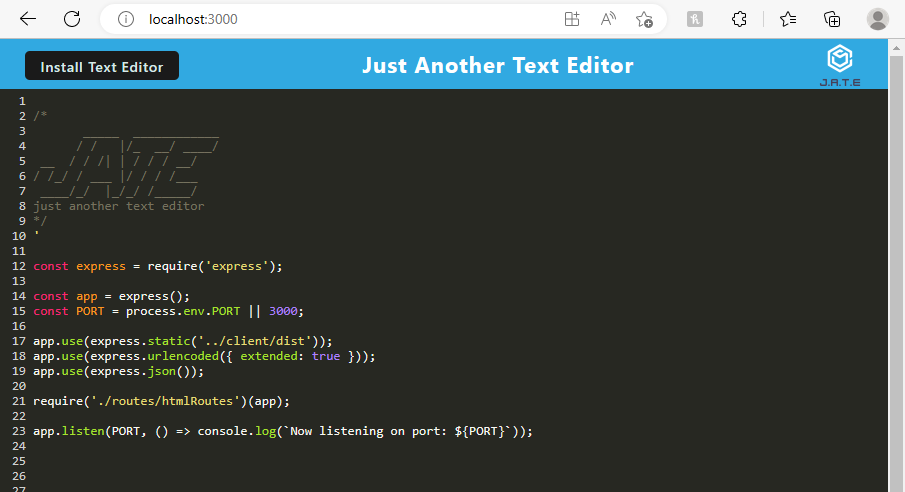 localhost:3000
Install Text Editor
Just Another Text Editor
J.A.T.E
1
2 /*
3         _____  ____________
4        / /   |/_  __/ ____/
5   __  / / /| | / / / __/
6 / /_/ / ___ |/ / / /___
7  ____/_/  |_/_/ /_____/
8 just another text editor
9 */
10 '
11
12 const express = require('express');
13
14 const app = express();
15 const PORT = process.env.PORT || 3000;
16
17 app.use(express.static('../client/dist'));
18 app.use(express.urlencoded({ extended: true }));
19 app.use(express.json());
20
21 require('./routes/htmlRoutes')(app);
22
23 app.listen(PORT, () => console.log(`Now listening on port: ${PORT}`));
24
25
26
27